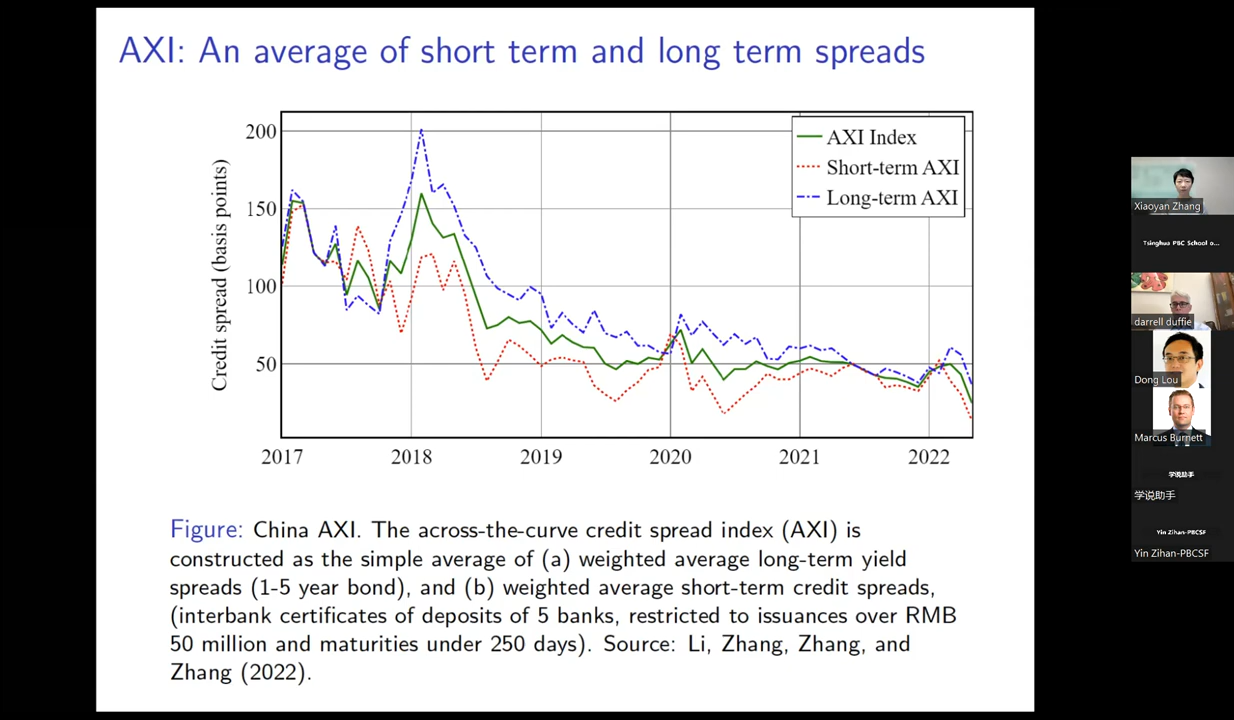 AXI: An average of short term and long term spreads
200
150
100
50
Credit spread (basis points)
AXI Index
Short-term AXI
Long-term AXI
2017 2018 2019 2020 2021 2022
Figure: China AXI. The across-the-curve credit spread index (AXI) is
constructed as the simple average of (a) weighted average long-term yield
spreads (1-5 year bond), and (b) weighted average short-term credit spreads,
(interbank certificates of deposits of 5 banks, restricted to issuances over RMB
50 million and maturities under 250 days). Source: Li, Zhang, Zhang, and
Zhang (2022).
Xiaoyan Zhang
Tsinghua PBC School o...
darrell duffie
Dong Lou
Marcus Burnett
学说助手
学说助手
Yin Zihan-PBCSF
Yin Zihan-PBCSF